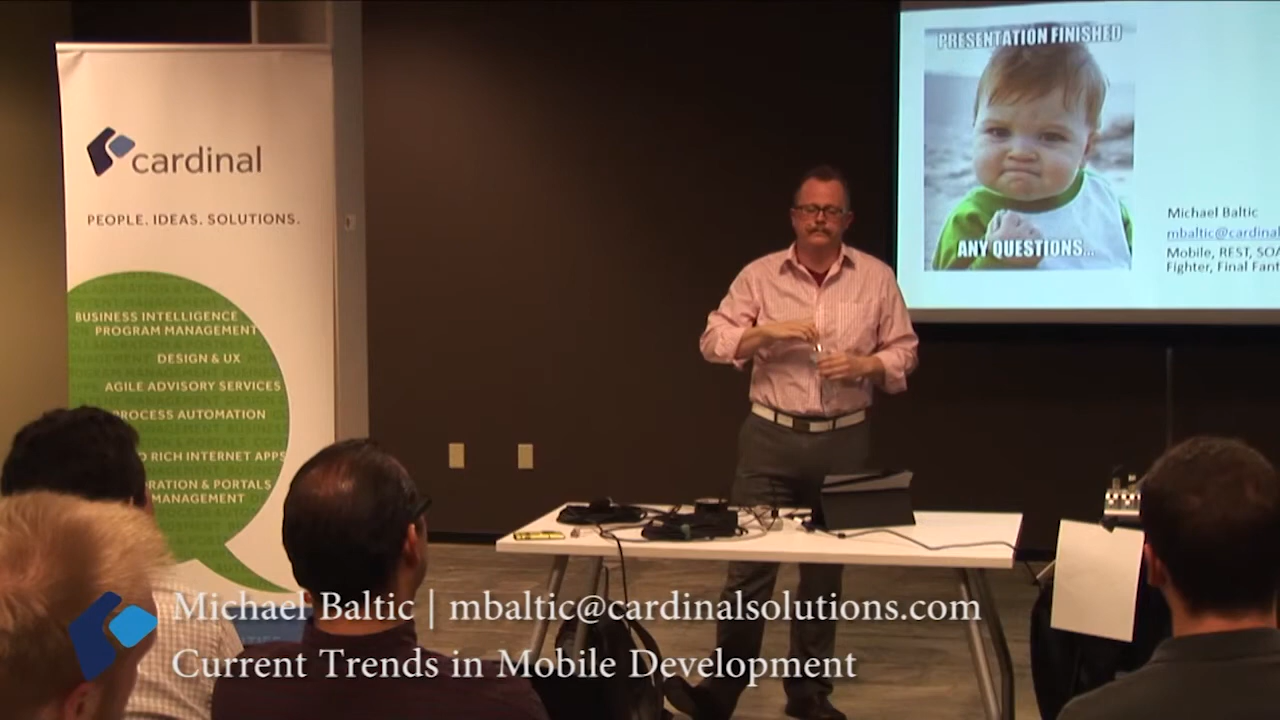 cardinal
PEOPLE. IDEAS. SOLUTIONS.
BUSINESS INTELLIGENCE
PROGRAM MANAGEMENT
DESIGN & UX
AGILE ADVISORY SERVICES
PROCESS AUTOMATION
RICH INTERNET APPS
& PORTALS
MANAGEMENT
PRESENTATION FINISHED
ANY QUESTIONS...
Michael Baltic
mbaltic@cardinal
Mobile, REST, SOA
Fighter, Final Fant
Michael Baltic | mbaltic@cardinalsolutions.com
Current Trends in Mobile Development